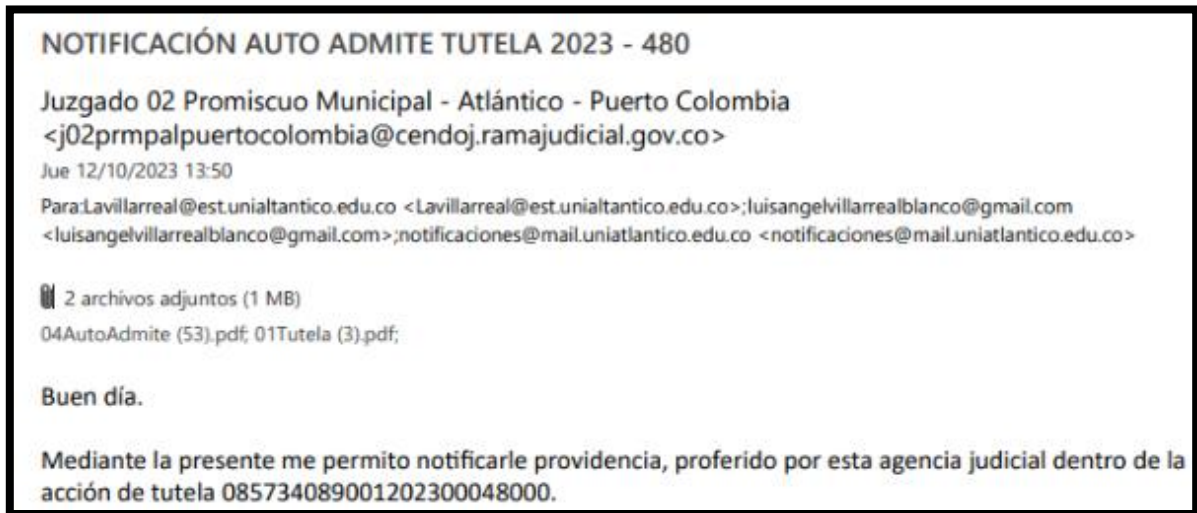 NOTIFICACIÓN AUTO ADMITE TUTELA 2023 - 480
Juzgado 02 Promiscuo Municipal - Atlántico - Puerto Colombia
<j02prmpalpuertocolombia@cendoj.ramajudicial.gov.co>
Jue 12/10/2023 13:50
Para:Lavillarreal@est.unialtantico.edu.co <Lavillarreal@est.unialtantico.edu.co>;luisangelvillarrealblanco@gmail.com
<luisangelvillarrealblanco@gmail.com>;notificaciones@mail.uniatlantico.edu.co <notificaciones@mail.uniatlantico.edu.co>
2 archivos adjuntos (1 MB)
04AutoAdmite (53).pdf; 01Tutela (3).pdf;
Buen día.
Mediante la presente me permito notificarle providencia, proferido por esta agencia judicial dentro de la
acción de tutela 08573408900120230004800​0.